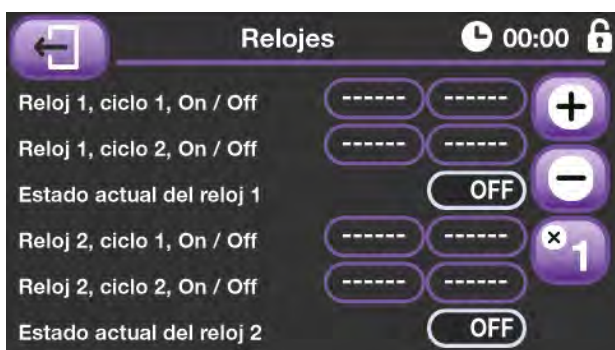 Relojes 00:00
Reloj 1, ciclo 1, On / Off ------ ------
Reloj 1, ciclo 2, On / Off ------ ------
Estado actual del reloj 1 OFF
Reloj 2, ciclo 1, On / Off ------ ------
Reloj 2, ciclo 2, On / Off ------ ------
Estado actual del reloj 2 OFF
+
−
×1